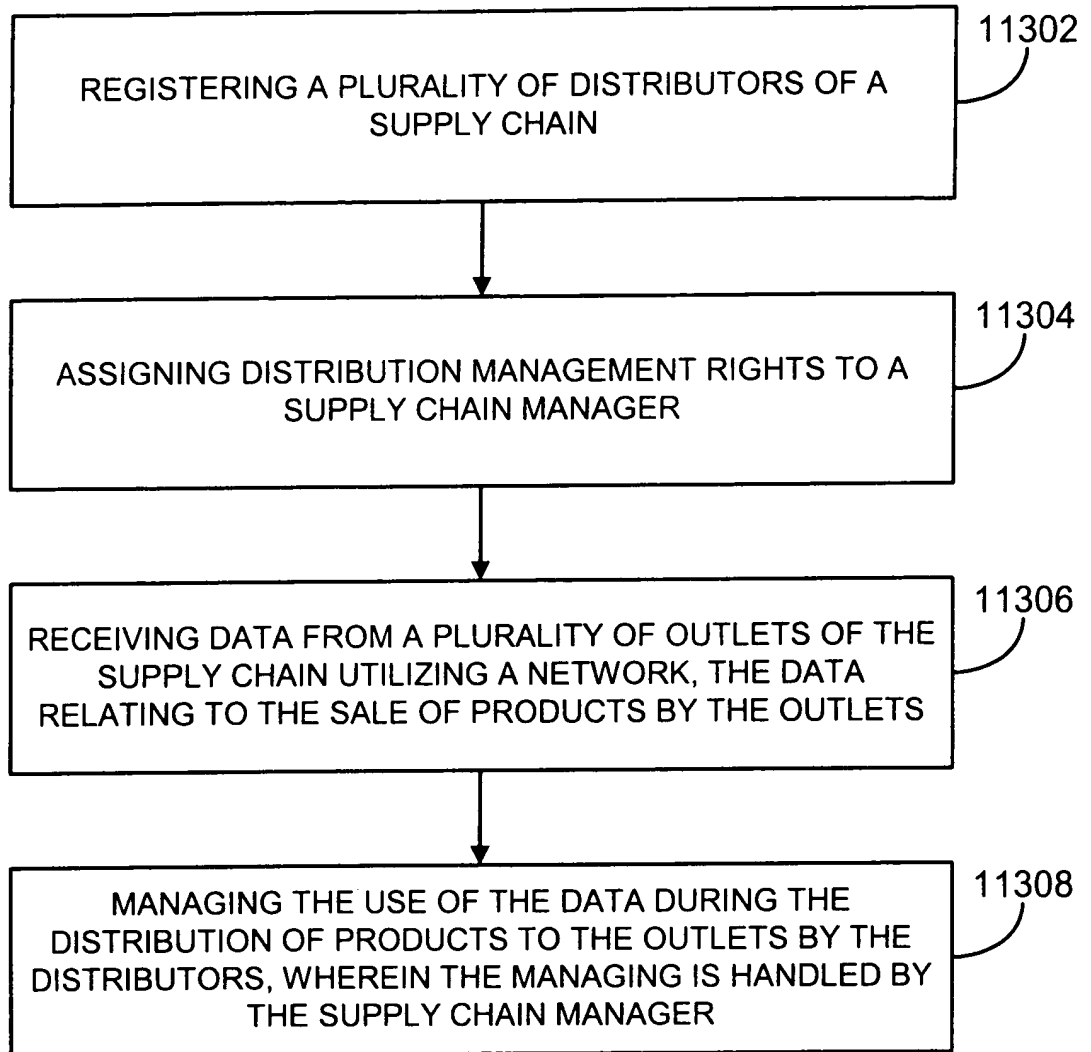 11302
REGISTERING A PLURALITY OF DISTRIBUTORS OF A
SUPPLY CHAIN
11304
ASSIGNING DISTRIBUTION MANAGEMENT RIGHTS TO A
SUPPLY CHAIN MANAGER
11306
RECEIVING DATA FROM A PLURALITY OF OUTLETS OF THE
SUPPLY CHAIN UTILIZING A NETWORK, THE DATA
RELATING TO THE SALE OF PRODUCTS BY THE OUTLETS
11308
MANAGING THE USE OF THE DATA DURING THE
DISTRIBUTION OF PRODUCTS TO THE OUTLETS BY THE
DISTRIBUTORS, WHEREIN THE MANAGING IS HANDLED BY
THE SUPPLY CHAIN MANAGER